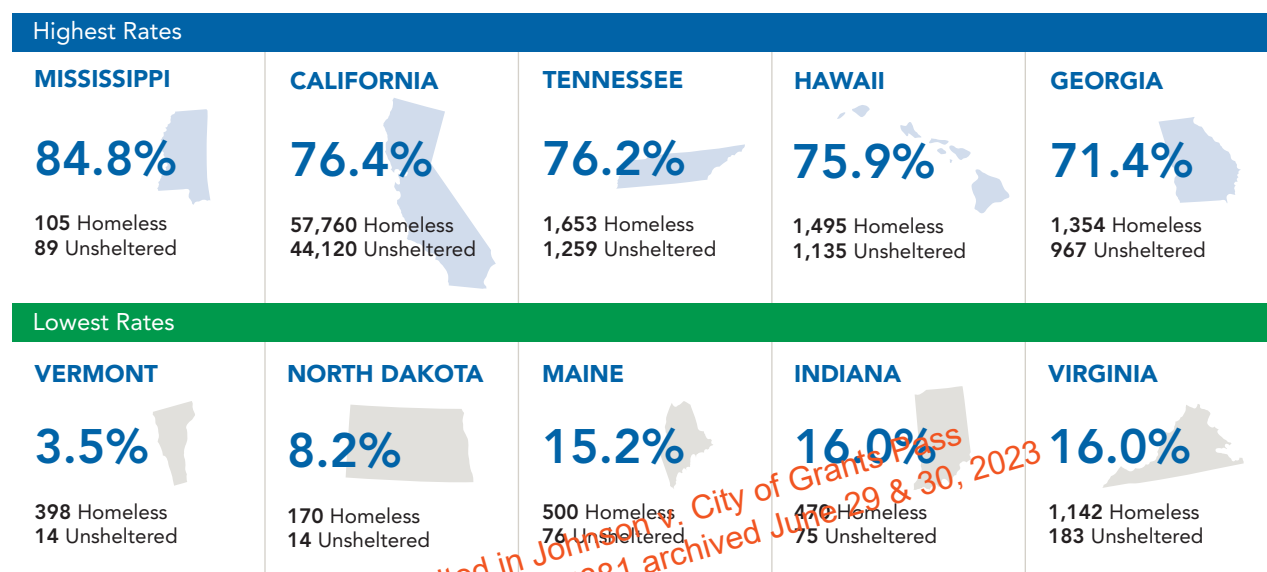 Highest Rates
MISSISSIPPI
84.8%
105 Homeless
89 Unsheltered
CALIFORNIA
76.4%
57,760 Homeless
44,120 Unsheltered
TENNESSEE
76.2%
1,653 Homeless
1,259 Unsheltered
HAWAII
75.9%
1,495 Homeless
1,135 Unsheltered
GEORGIA
71.4%
1,354 Homeless
967 Unsheltered
Lowest Rates
VERMONT
3.5%
398 Homeless
14 Unsheltered
NORTH DAKOTA
8.2%
170 Homeless
14 Unsheltered
MAINE
15.2%
500 Homeless
76 Unsheltered
INDIANA
16.0%
470 Homeless
75 Unsheltered
VIRGINIA
16.0%
1,142 Homeless
183 Unsheltered
in Johnson v. City of Grants Pass
archived June 29 & 30, 2023